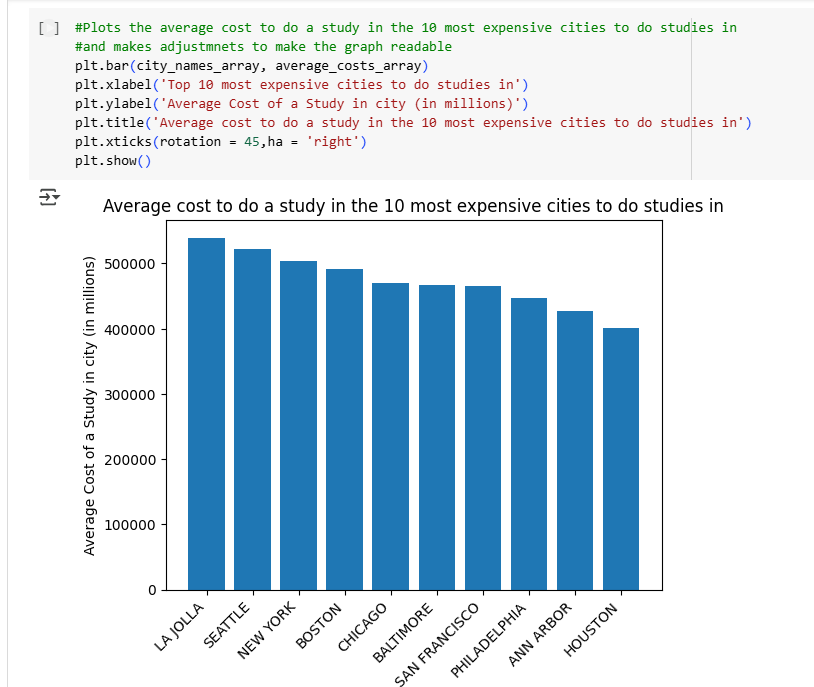 [ ] #Plots the average cost to do a study in the 10 most expensive cities to do studies in
#and makes adjustmnets to make the graph readable
plt.bar(city_names_array, average_costs_array)
plt.xlabel('Top 10 most expensive cities to do studies in')
plt.ylabel('Average Cost of a Study in city (in millions)')
plt.title('Average cost to do a study in the 10 most expensive cities to do studies in')
plt.xticks(rotation = 45,ha = 'right')
plt.show()
Average cost to do a study in the 10 most expensive cities to do studies in
Average Cost of a Study in city (in millions)
500000
400000
300000
200000
100000
0
LA JOLLA
SEATTLE
NEW YORK
BOSTON
CHICAGO
BALTIMORE
SAN FRANCISCO
PHILADELPHIA
ANN ARBOR
HOUSTON